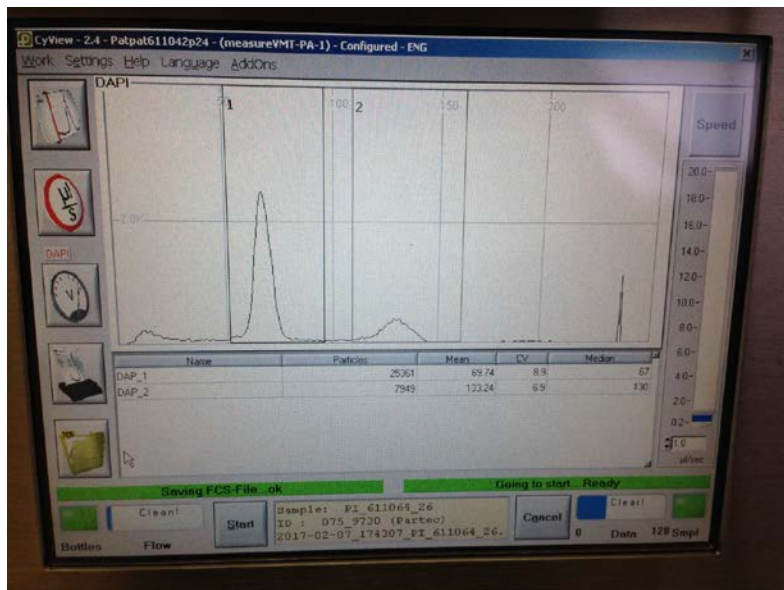 CyView - 2.4 - Patpat611042p24 - (measureVMT-PA-1) - Configured - ENG
Work Settings Help Language AddOns
DAPI
1
100
2
150
200
Speed
2.0K
DAPI
20.0
18.0
16.0
14.0
12.0
10.0
8.0
6.0
4.0
2.0
0.2
1.0
µl/sec
Name Particles Mean CV Median
DAP_1 25361 69.74 8.9 67
DAP_2 7949 133.24 6.9 130
Saving FCS-File...ok
Going to start... Ready
Clean!
Start
Sample: PI_611064_26
ID : 075_9730 (Partec)
2017-02-07_174307_PI_611064_26.
Cancel
Clear!
Bottles Flow
0 Data 128 Smpl